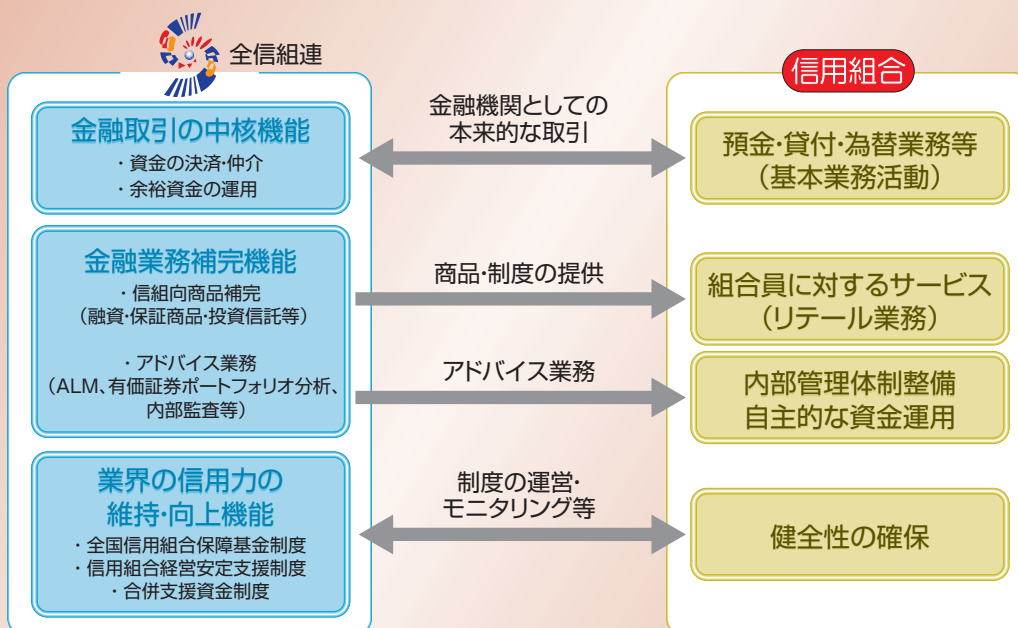 全信組連
金融取引の中核機能
・資金の決済・仲介
・余裕資金の運用
金融業務補完機能
・信組向商品補完
（融資・保証商品・投資信託等）
・アドバイス業務
（ALM、有価証券ポートフォリオ分析、
内部監査等）
業界の信用力の
維持・向上機能
・全国信用組合保障基金制度
・信用組合経営安定支援制度
・合併支援資金制度
金融機関としての
本来的な取引
商品・制度の提供
アドバイス業務
制度の運営・
モニタリング等
信用組合
預金・貸付・為替業務等
（基本業務活動）
組合員に対するサービス
（リテール業務）
内部管理体制整備
自主的な資金運用
健全性の確保